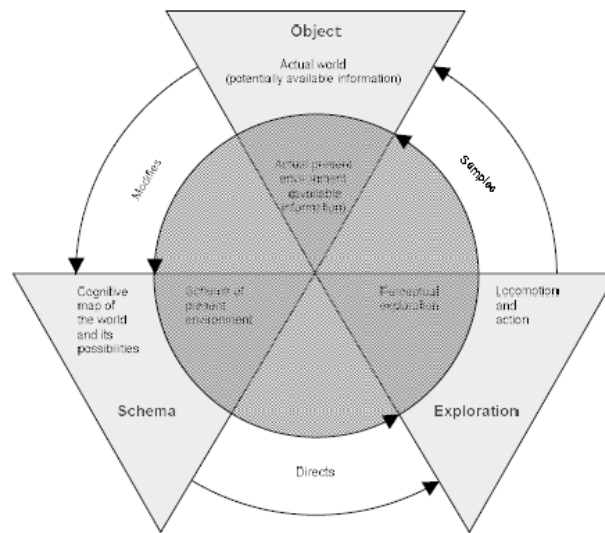 Object
Actual world
(potentially available information)
Actual present
environment
(available
information)
Modifies
Samples
Cognitive
map of
the world
and its
possibilities
Schema of
present
environment
Perceptual
exploration
Locomotion
and
action
Schema
Exploration
Directs